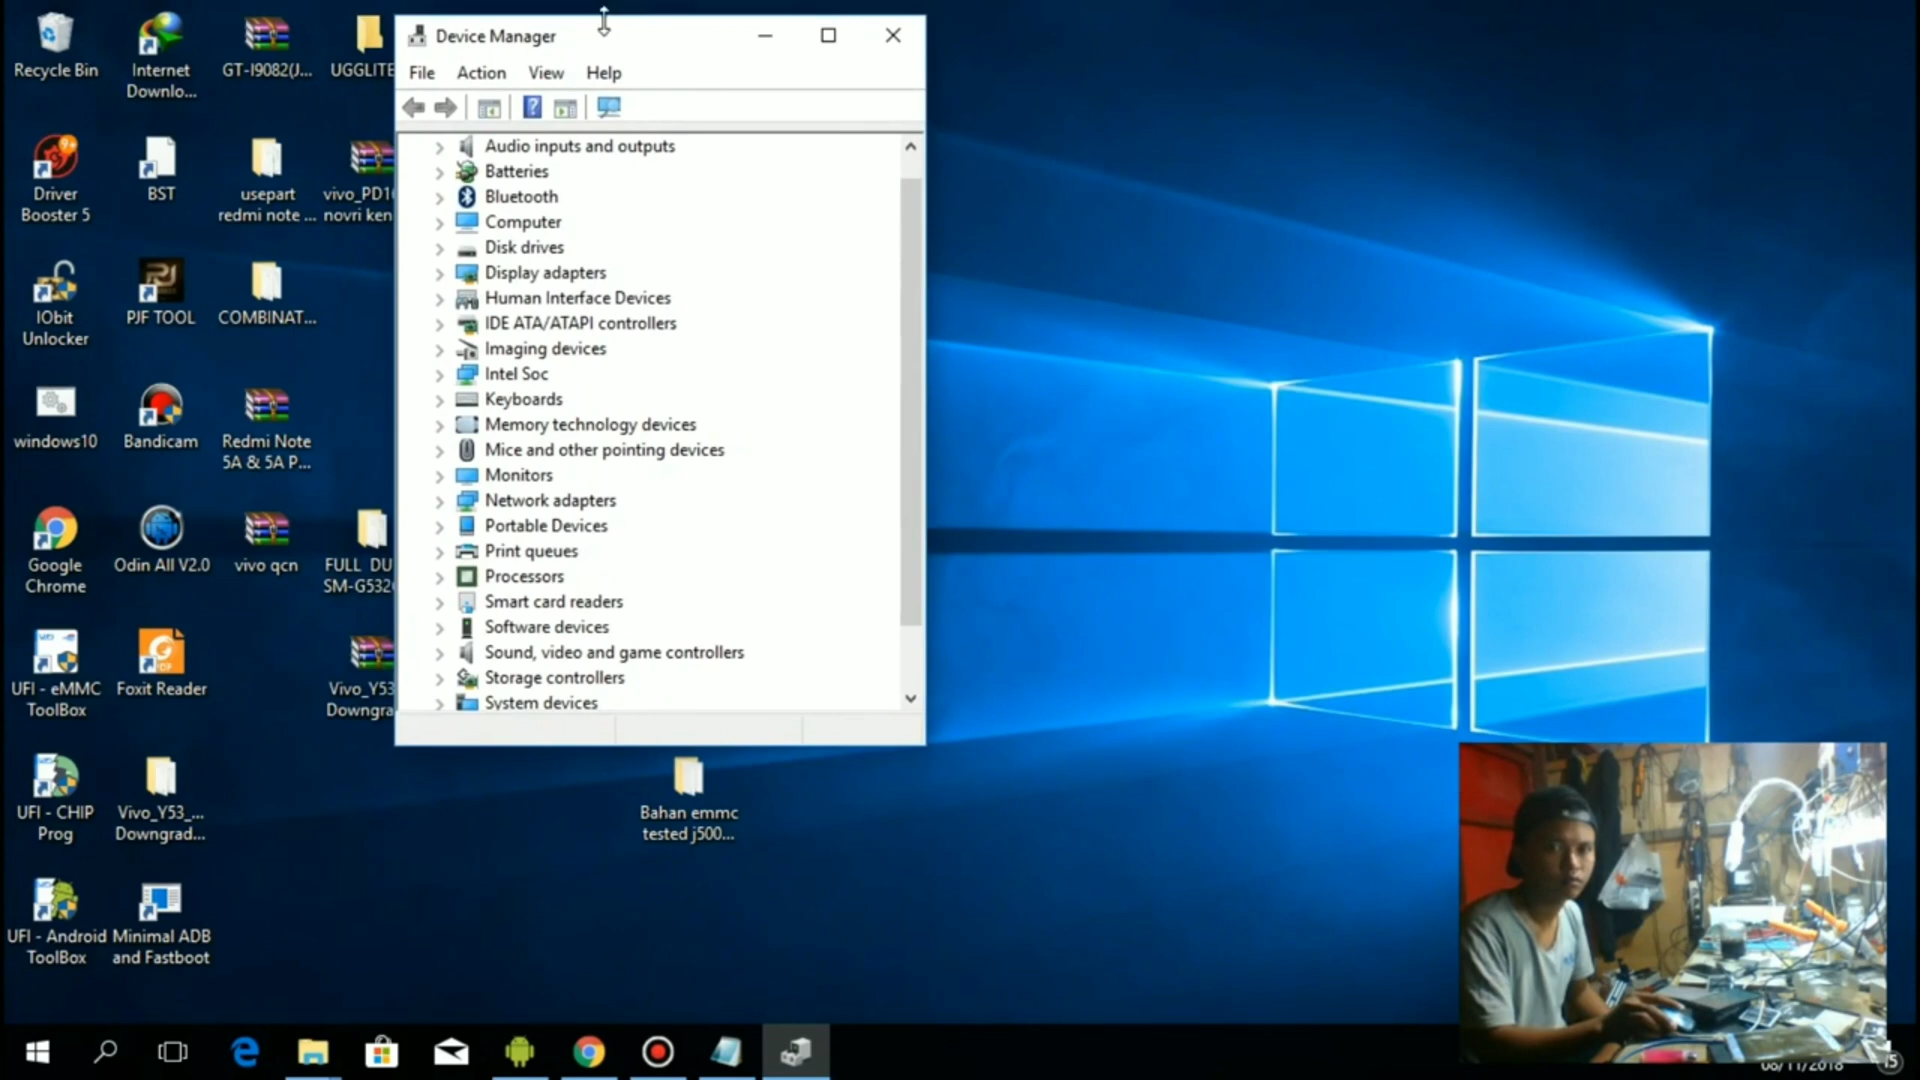 Device Manager
File Action View Help
Audio inputs and outputs
Batteries
Bluetooth
Computer
Disk drives
Display adapters
Human Interface Devices
IDE ATA/ATAPI controllers
Imaging devices
Intel Soc
Keyboards
Memory technology devices
Mice and other pointing devices
Monitors
Network adapters
Portable Devices
Print queues
Processors
Smart card readers
Software devices
Sound, video and game controllers
Storage controllers
System devices
Recycle Bin
Internet
Downlo...
GT-I9082(J...
UGGLITE
Driver
Booster 5
BST
usepart
redmi note ...
vivo_PD1
novri ken
IObit
Unlocker
PJF TOOL
COMBINAT...
windows10
Bandicam
Redmi Note
5A & 5A P...
Google
Chrome
Odin All V2.0
vivo qcn
FULL DU
SM-G532
UFI - eMMC
ToolBox
Foxit Reader
Vivo_Y53
Downgra
UFI - CHIP
Prog
Vivo_Y53_...
Downgrad...
Bahan emmc
tested j500...
UFI - Android
ToolBox
Minimal ADB
and Fastboot